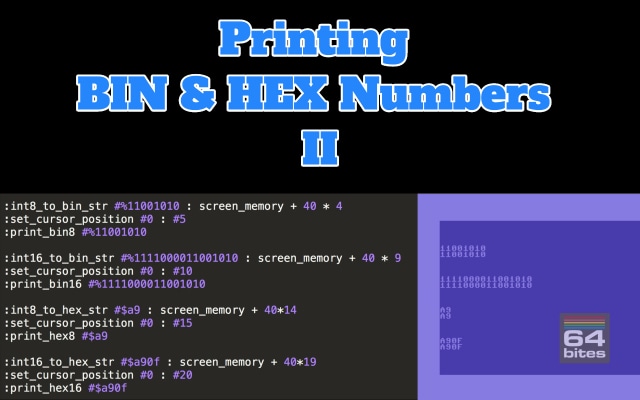 Printing
BIN & HEX Numbers
II
:int8_to_bin_str #%11001010 : screen_memory + 40 * 4
:set_cursor_position #0 : #5
:print_bin8 #%11001010
:int16_to_bin_str #%1111000011001010 : screen_memory + 40 * 9
:set_cursor_position #0 : #10
:print_bin16 #%1111000011001010
:int8_to_hex_str #$a9 : screen_memory + 40*14
:set_cursor_position #0 : #15
:print_hex8 #$a9
:int16_to_hex_str #$a90f : screen_memory + 40*19
:set_cursor_position #0 : #20
:print_hex16 #$a90f
11001010
11001010
1111000011001010
1111000011001010
A9
A9
A90F
A90F
64
bites